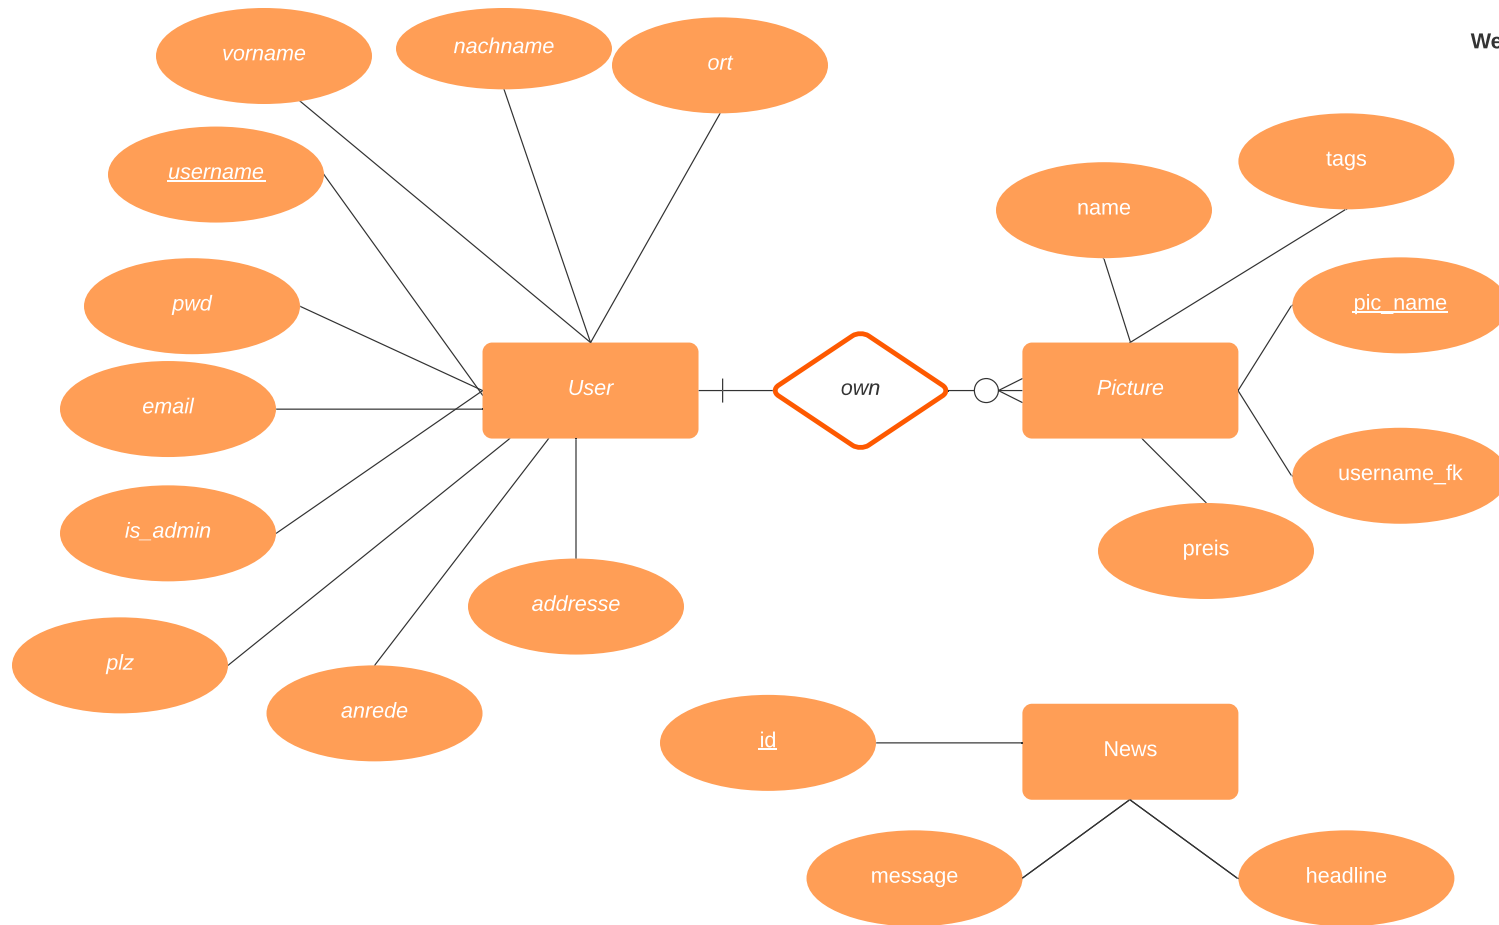 vorname
nachname
ort
We
username
tags
name
pwd
pic_name
User
own
Picture
email
username_fk
is_admin
preis
addresse
plz
anrede
id
News
message
headline